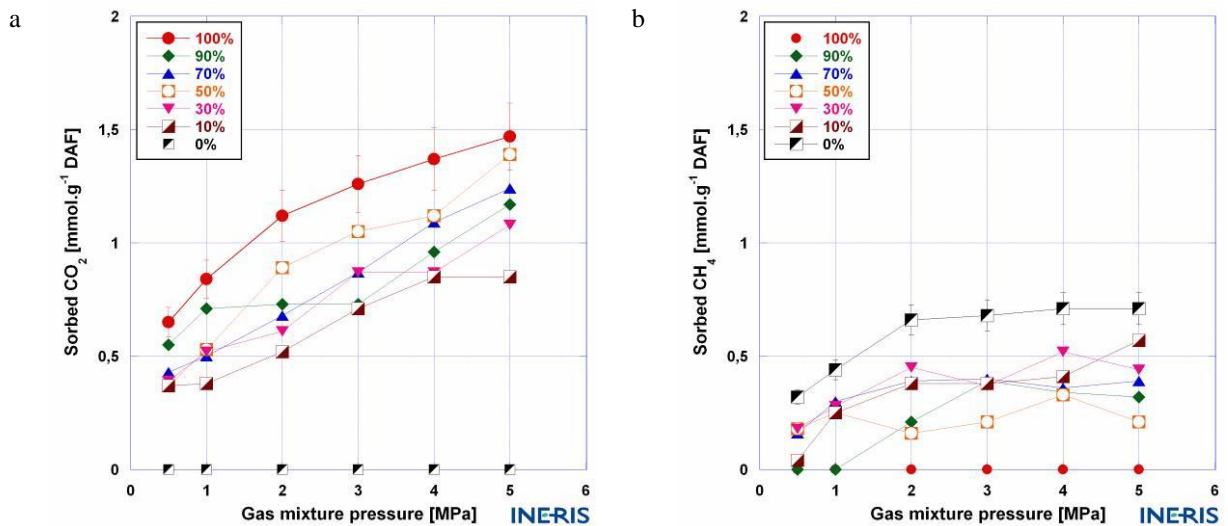 a
2
1,5
1
0,5
0
0 1 2 3 4 5 6
Sorbed CO2 [mmol.g-1 DAF]
Gas mixture pressure [MPa]
INERIS
100%
90%
70%
50%
30%
10%
0%
b
2
1,5
1
0,5
0
0 1 2 3 4 5 6
Sorbed CH4 [mmol.g-1 DAF]
Gas mixture pressure [MPa]
INERIS
100%
90%
70%
50%
30%
10%
0%